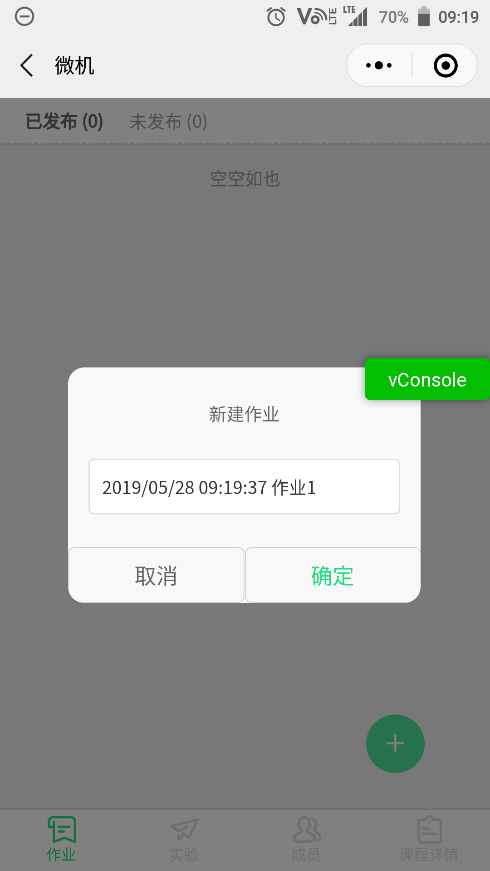 VoLTE LTE 70% 09:19
微机
已发布 (0) 未发布 (0)
空空如也
vConsole
新建作业
2019/05/28 09:19:37 作业1
取消 确定
作业 实验 成员 课程详情